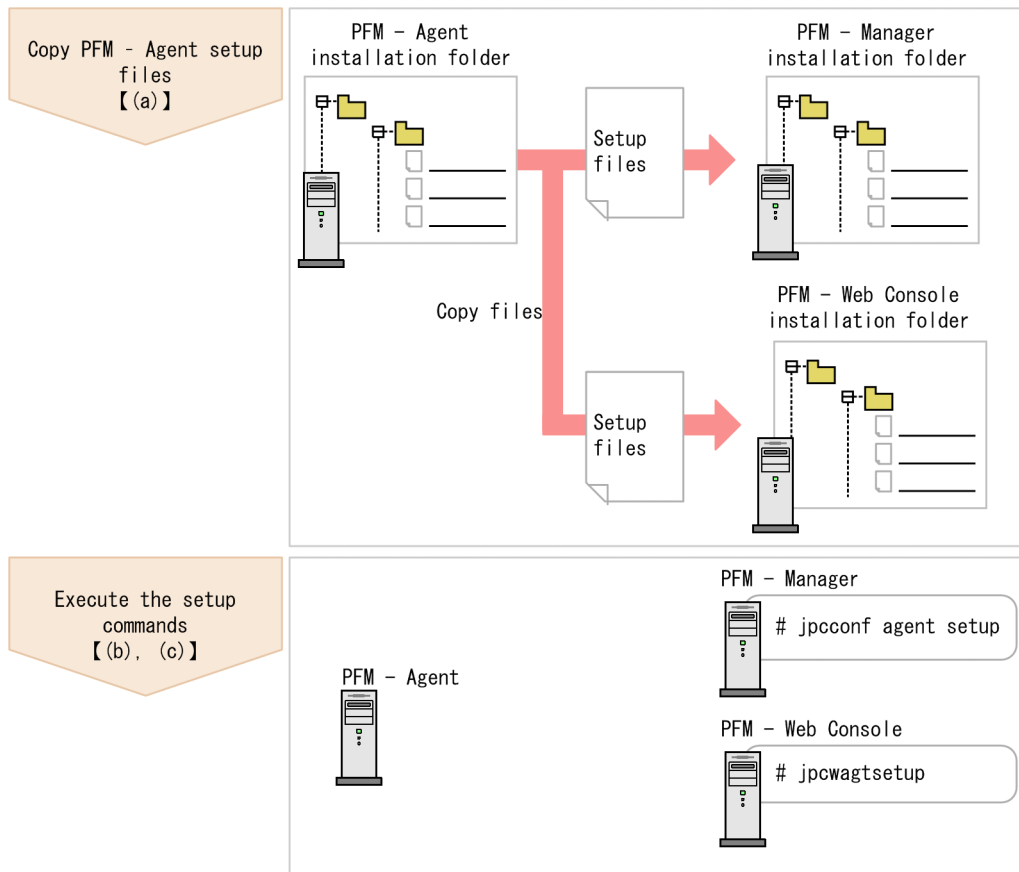 Copy PFM - Agent setup
files
【(a)】
PFM - Agent
installation folder
PFM - Manager
installation folder
Setup
files
Copy files
PFM - Web Console
installation folder
Setup
files
Execute the setup
commands
【(b), (c)】
PFM - Agent
PFM - Manager
# jpcconf agent setup
PFM - Web Console
# jpcwagtsetup